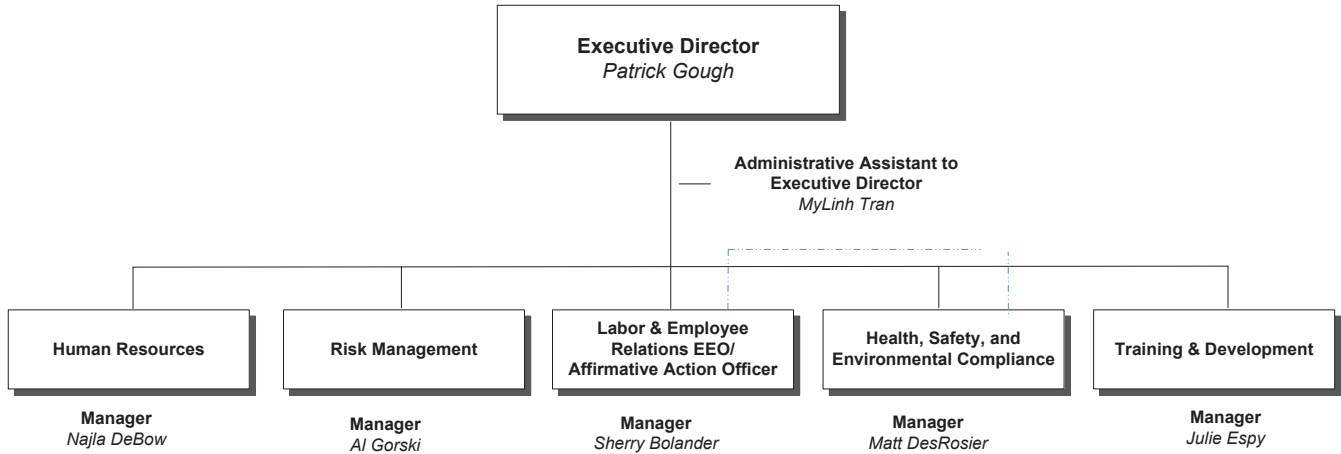 Executive Director
Patrick Gough
Administrative Assistant to
Executive Director
MyLinh Tran
Human Resources
Manager
Najla DeBow
Risk Management
Manager
Al Gorski
Labor & Employee
Relations EEO/
Affirmative Action Officer
Manager
Sherry Bolander
Health, Safety, and
Environmental Compliance
Manager
Matt DesRosier
Training & Development
Manager
Julie Espy